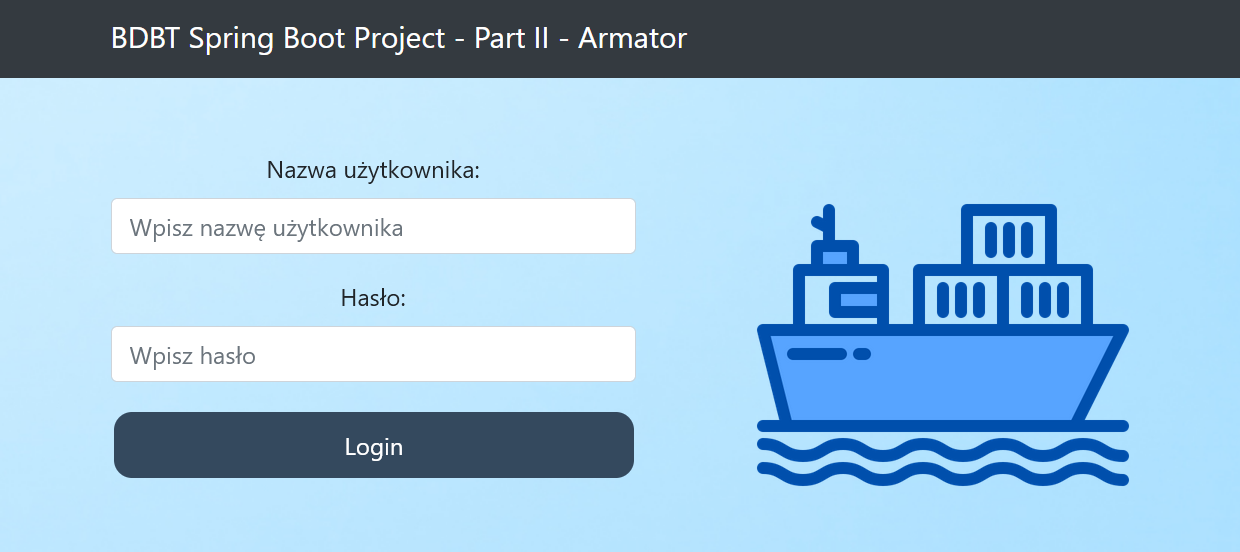 BDBT Spring Boot Project - Part II - Armator
Nazwa użytkownika:
Wpisz nazwę użytkownika
Hasło:
Wpisz hasło
Login